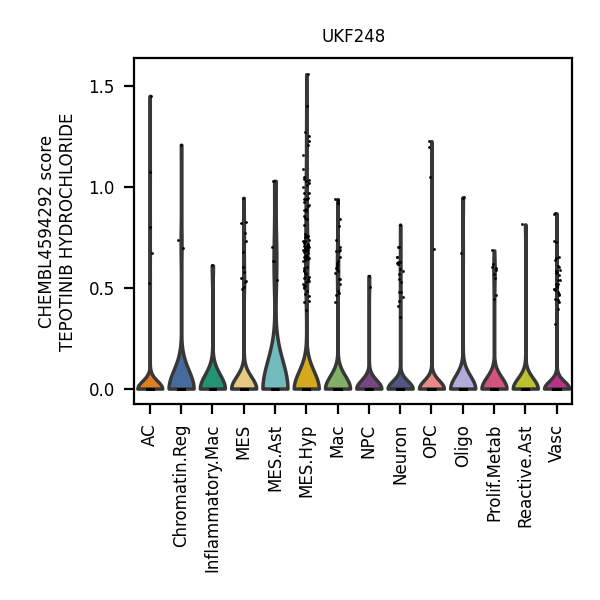 UKF248
CHEMBL4594292 score
TEPOTINIB HYDROCHLORIDE
1.5
1.0
0.5
0.0
AC
Chromatin.Reg
Inflammatory.Mac
MES
MES.Ast
MES.Hyp
Mac
NPC
Neuron
OPC
Oligo
Prolif.Metab
Reactive.Ast
Vasc